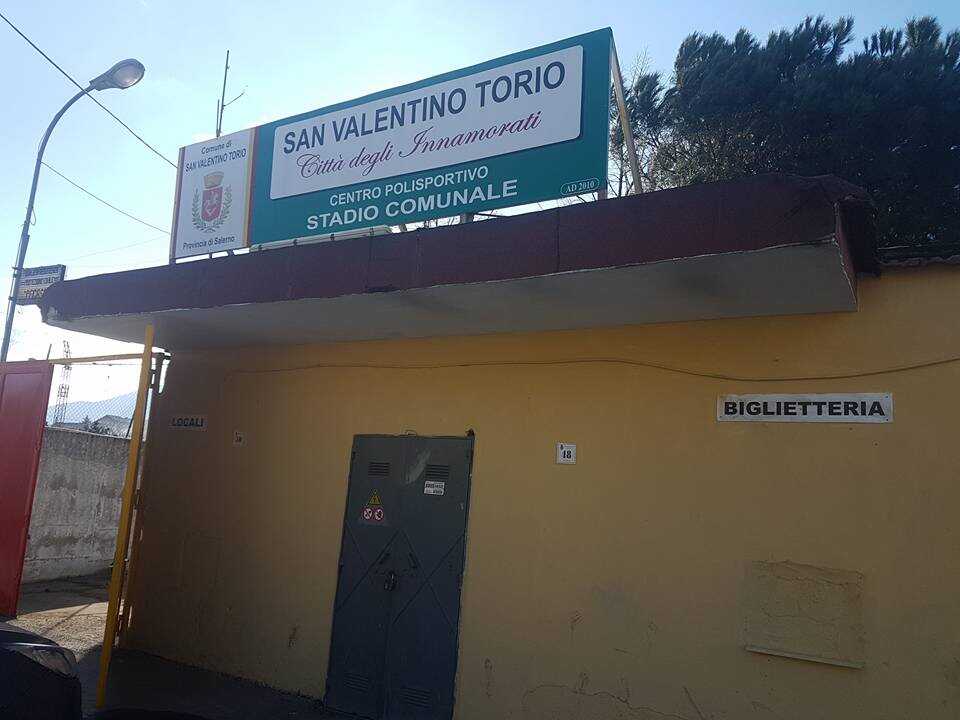 Comune di
SAN VALENTINO TORIO
Provincia di Salerno
SAN VALENTINO TORIO
Città degli Innamorati
CENTRO POLISPORTIVO
STADIO COMUNALE
AD 2010
LOCALI
BIGLIETTERIA
18